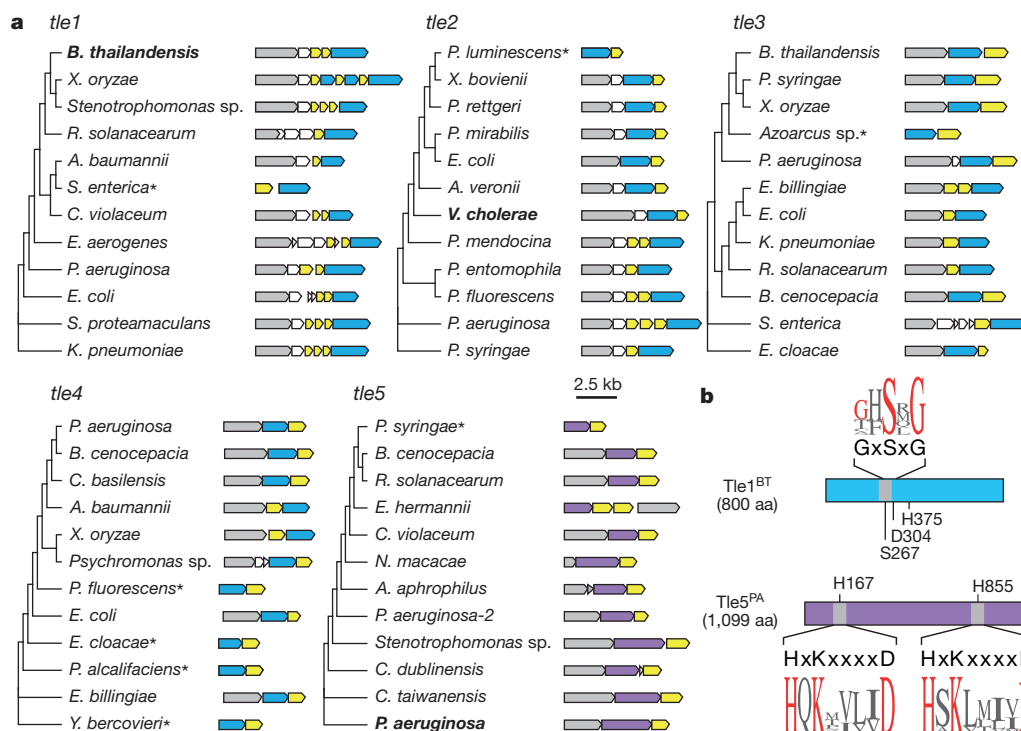 a
tle1
B. thailandensis
X. oryzae
Stenotrophomonas sp.
R. solanacearum
A. baumannii
S. enterica*
C. violaceum
E. aerogenes
P. aeruginosa
E. coli
S. proteamaculans
K. pneumoniae
tle2
P. luminescens*
X. bovienii
P. rettgeri
P. mirabilis
E. coli
A. veronii
V. cholerae
P. mendocina
P. entomophila
P. fluorescens
P. aeruginosa
P. syringae
tle3
B. thailandensis
P. syringae
X. oryzae
Azoarcus sp.*
P. aeruginosa
E. billingiae
E. coli
K. pneumoniae
R. solanacearum
B. cenocepacia
S. enterica
E. cloacae
tle4
P. aeruginosa
B. cenocepacia
C. basilensis
A. baumannii
X. oryzae
Psychromonas sp.
P. fluorescens*
E. coli
E. cloacae*
P. alcalifaciens*
E. billingiae
Y. bercovieri*
tle5
2.5 kb
P. syringae*
B. cenocepacia
R. solanacearum
E. hermannii
C. violaceum
N. macacae
A. aphrophilus
P. aeruginosa-2
Stenotrophomonas sp.
C. dublinensis
C. taiwanensis
P. aeruginosa
b
GxSxG
Tle1BT
(800 aa)
H375
D304
S267
Tle5PA
(1,099 aa)
H167
H855
HxKxxxxD
HxKxxxx